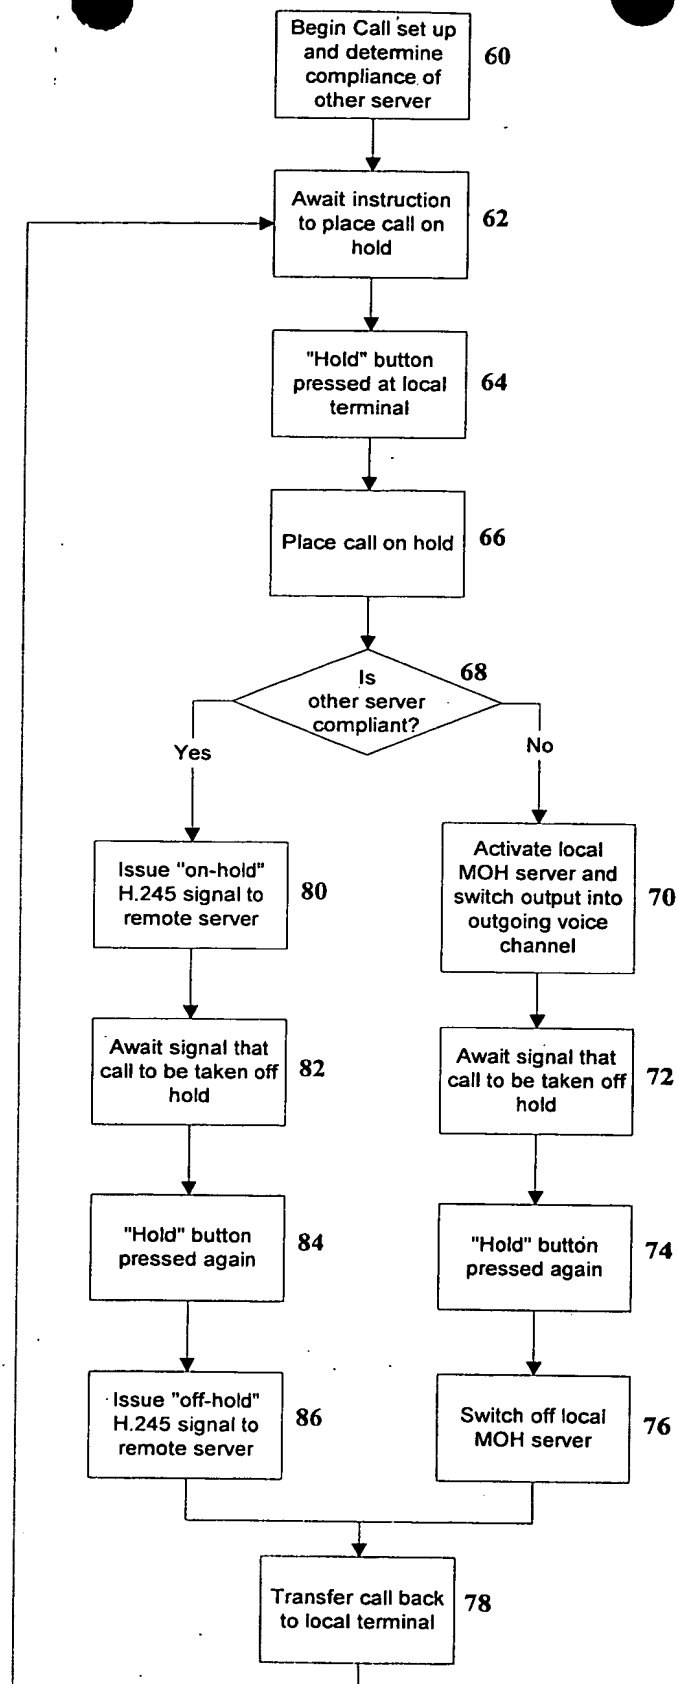 Begin Call set up
and determine
compliance of
other server
60
Await instruction
to place call on
hold
62
"Hold" button
pressed at local
terminal
64
Place call on hold
66
Is
other server
compliant?
68
Yes
No
Issue "on-hold"
H.245 signal to
remote server
80
Activate local
MOH server and
switch output into
outgoing voice
channel
70
Await signal that
call to be taken off
hold
82
Await signal that
call to be taken off
hold
72
"Hold" button
pressed again
84
"Hold" button
pressed again
74
Issue "off-hold"
H.245 signal to
remote server
86
Switch off local
MOH server
76
Transfer call back
to local terminal
78